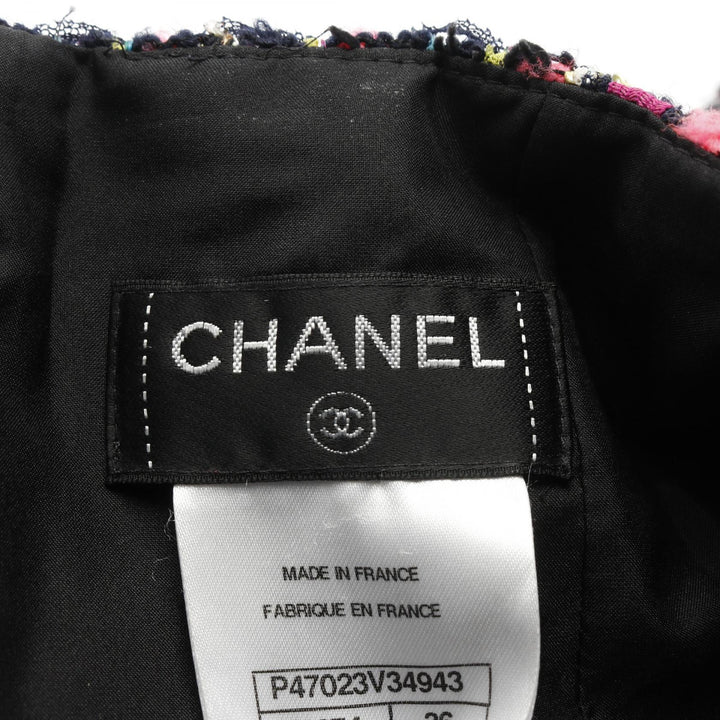 CHANEL
MADE IN FRANCE
FABRIQUE EN FRANCE
P47023V34943